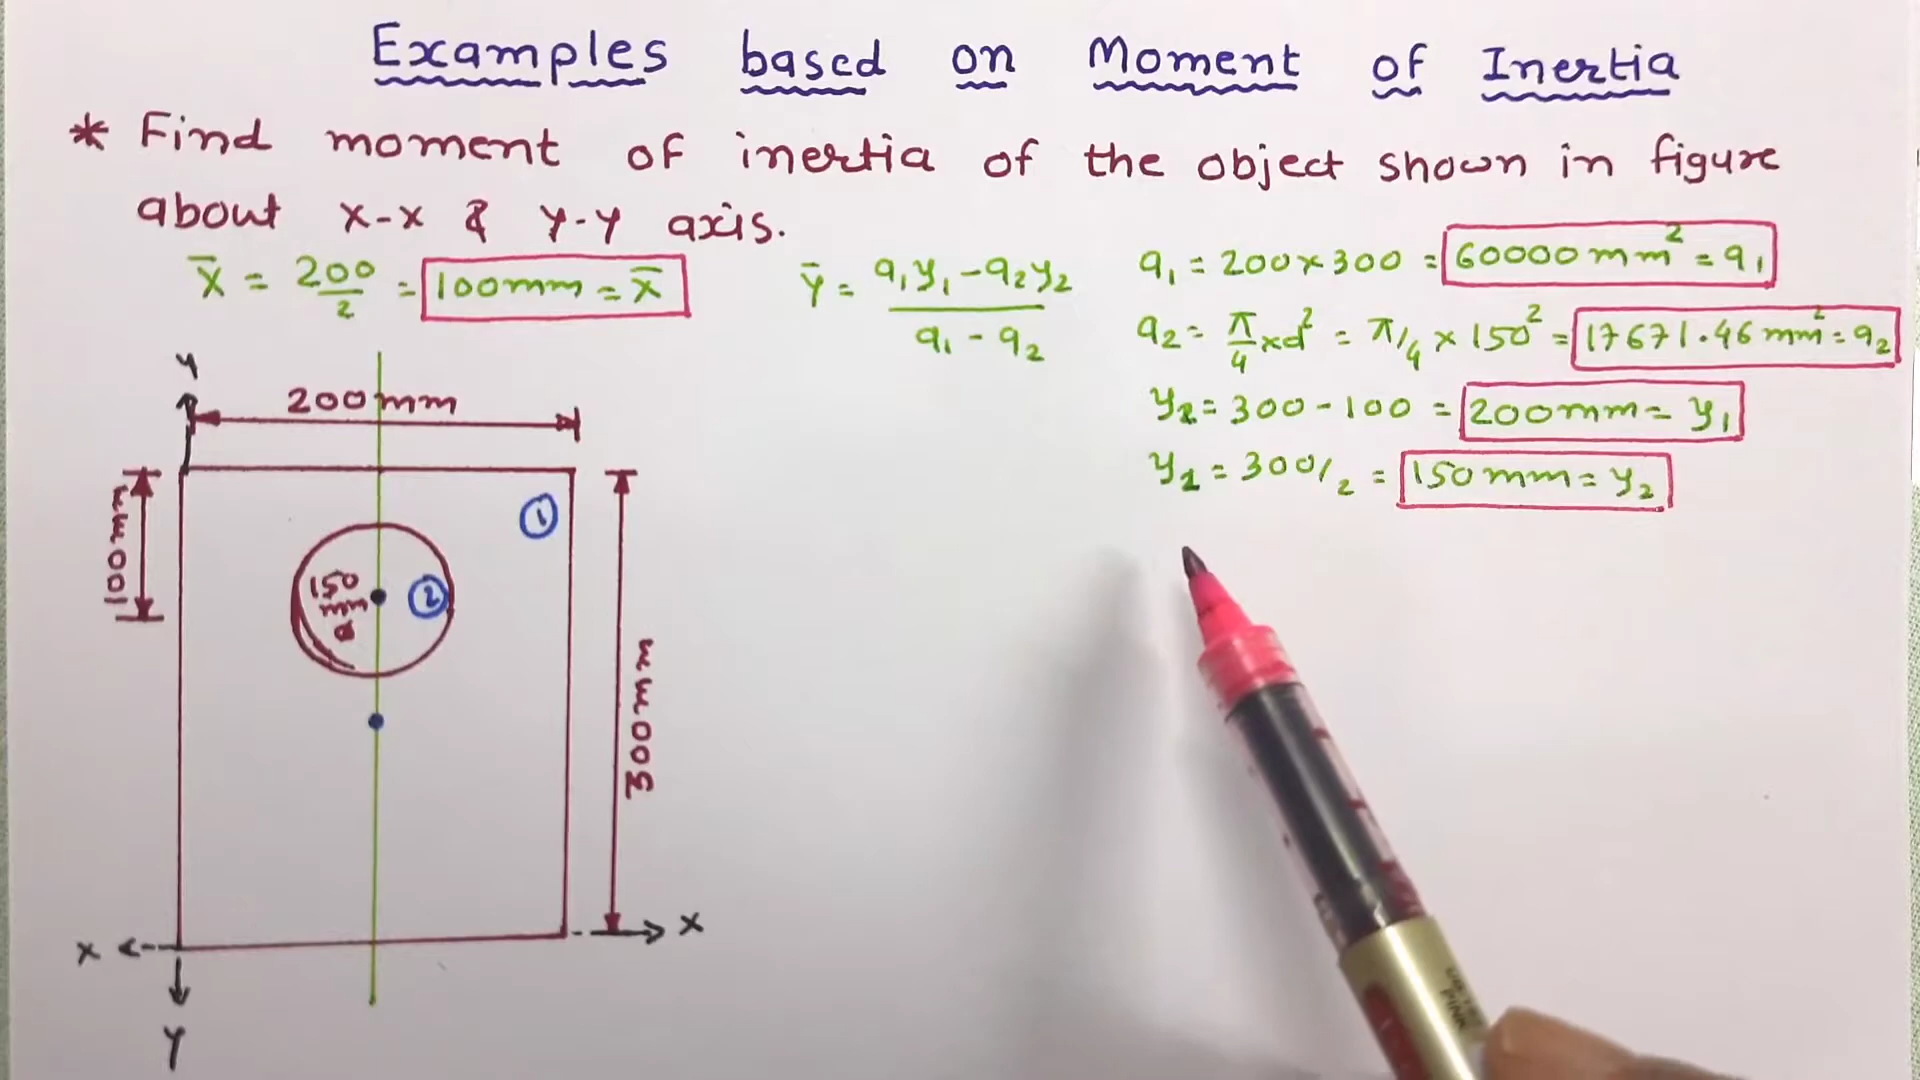 Examples based on Moment of Inertia
* Find moment of inertia of the object shown in figure
about x-x & y-y axis.
X̄ = 200/2 = 100mm = x̄
Ȳ = a₁y₁ - a₂y₂ / a₁ - a₂
a₁ = 200 x 300 = 60000 mm² = a₁
a₂ = π/4 x d² = π/4 x 150² = 17671.46 mm² = a₂
y₂ = 300 - 100 = 200mm = y₁
y₁ = 300/2 = 150 mm = y₂
y
200mm
100mm
1
150
mm
2
300mm
x
x
y